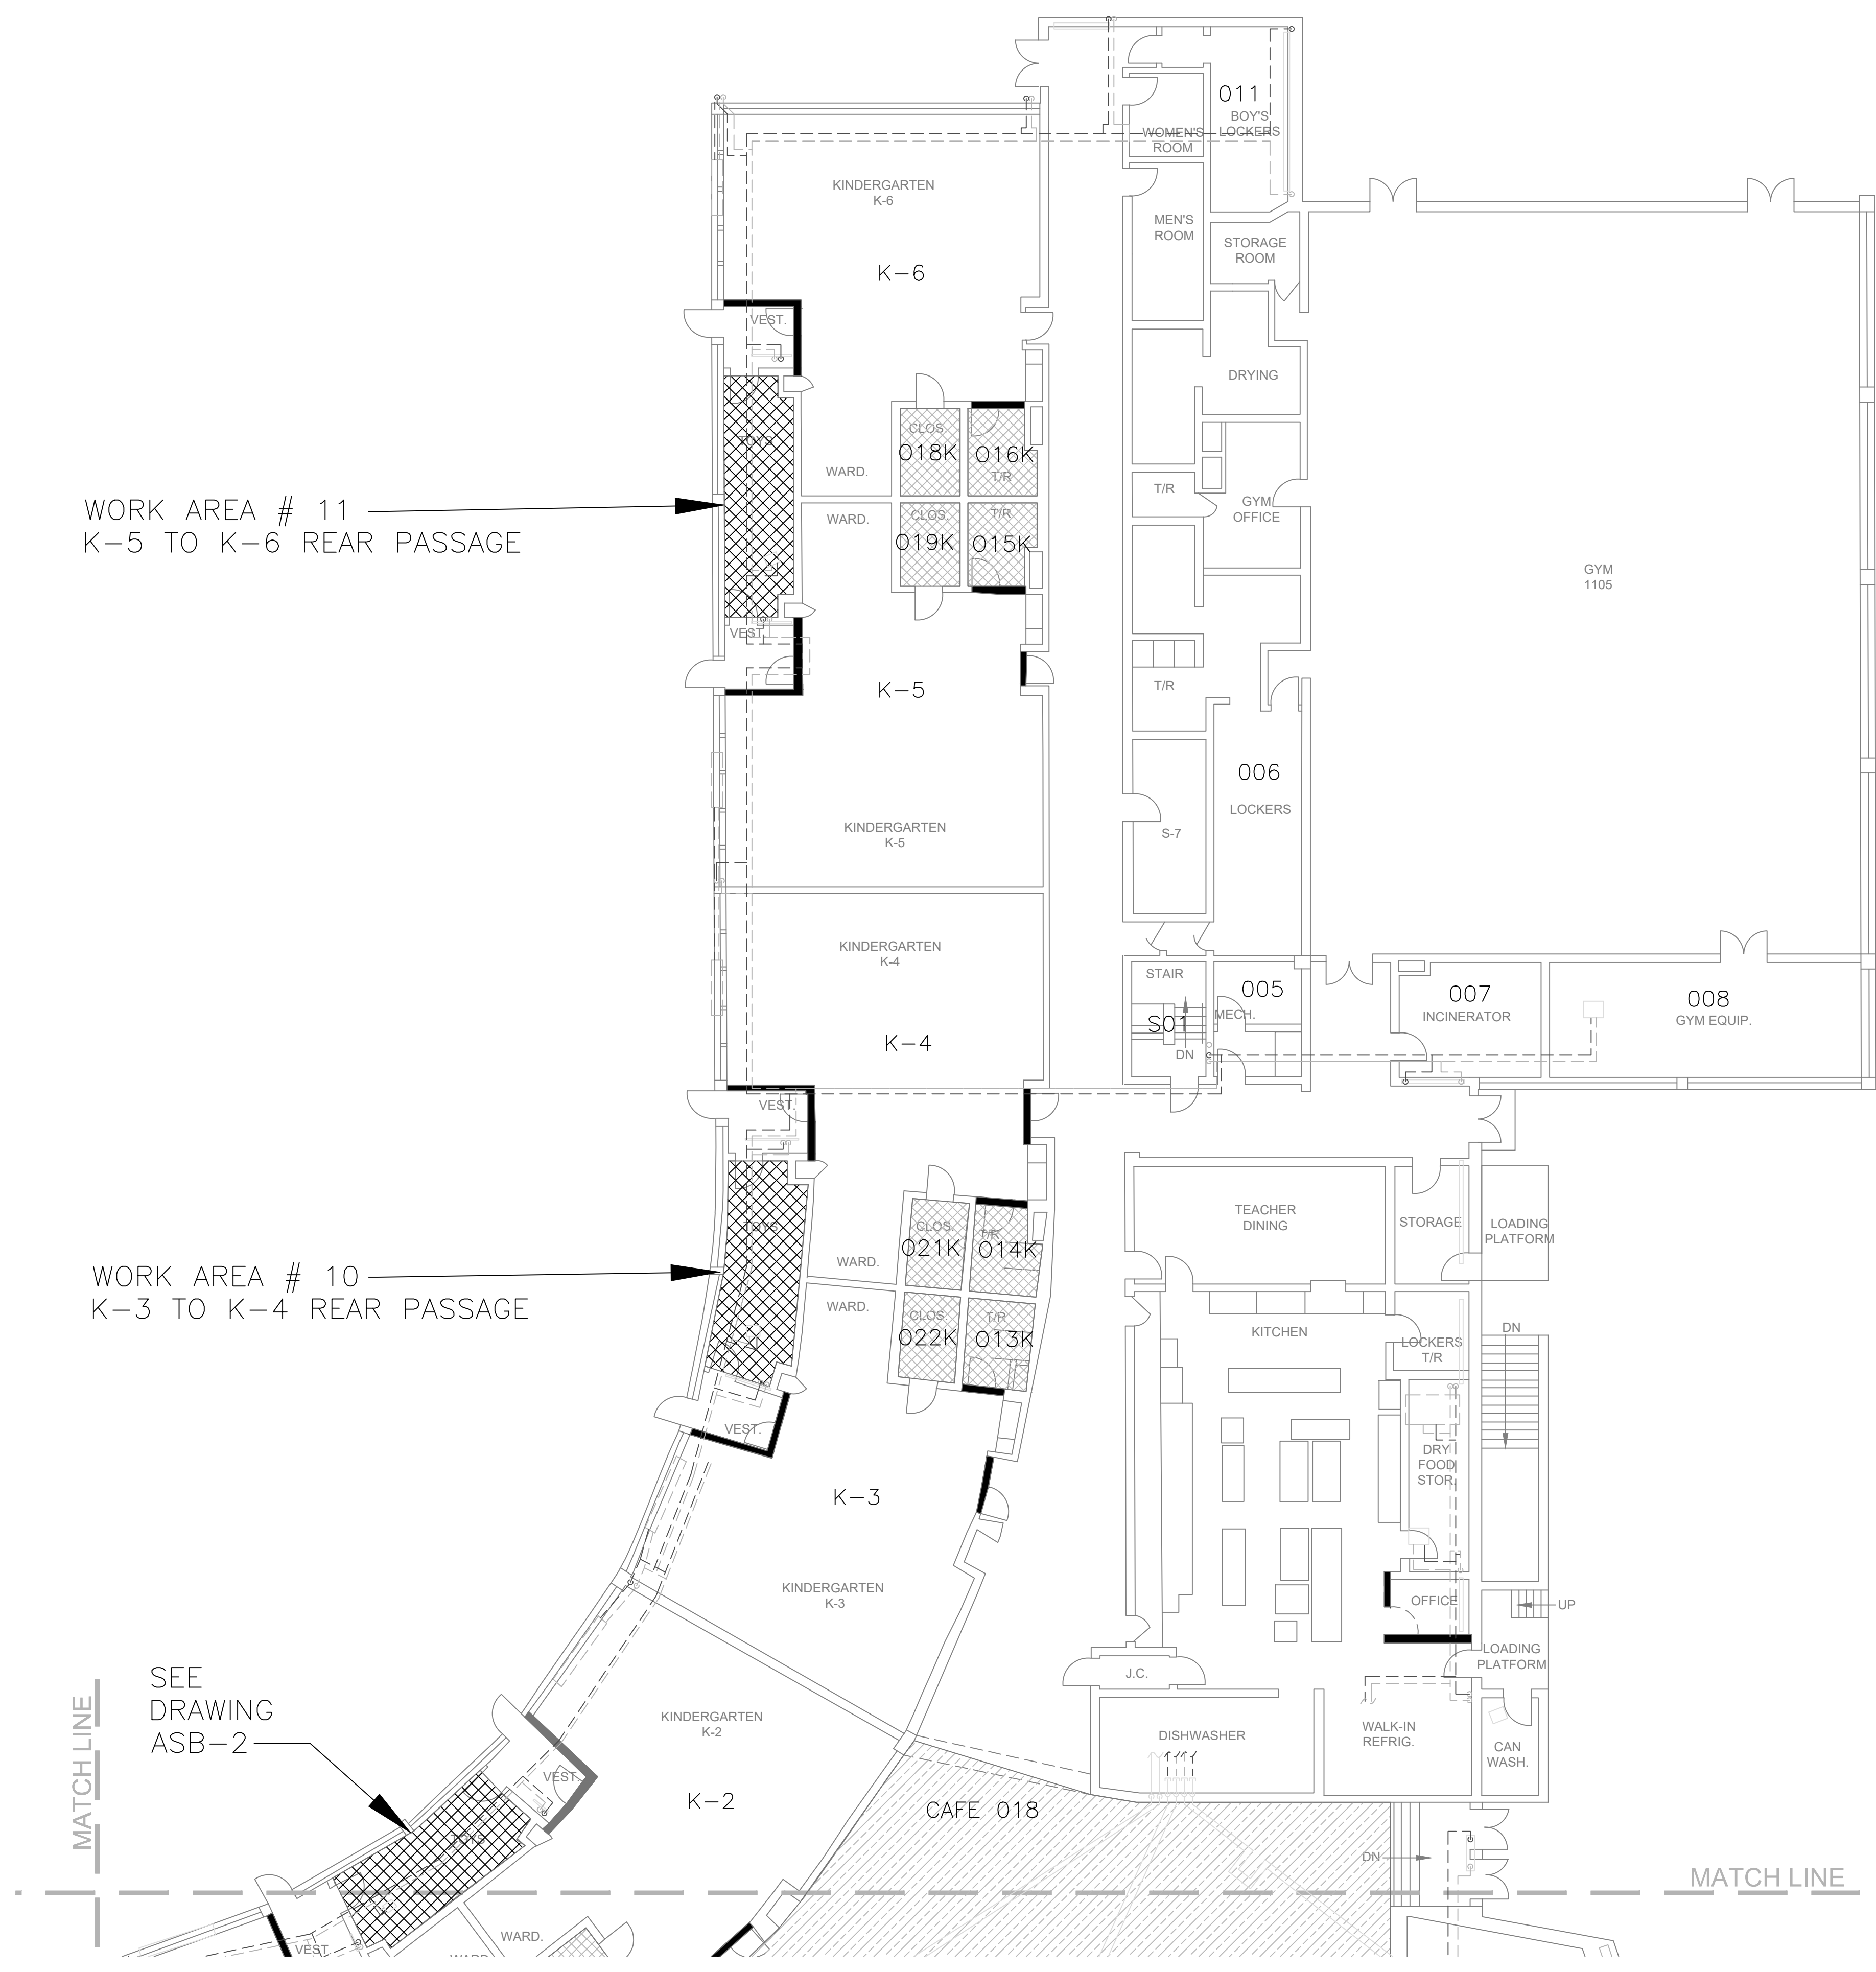 011
BOY'S
LOCKERS
WOMEN'S
ROOM
KINDERGARTEN
K-6
MEN'S
ROOM
STORAGE
ROOM
K-6
VEST.
DRYING
TOYS
CLOS.
018K
016K
T/R
WARD.
WORK AREA # 11
K-5 TO K-6 REAR PASSAGE
WARD.
CLOS.
019K
T/R
015K
T/R
GYM
OFFICE
GYM
1105
VEST.
K-5
T/R
006
LOCKERS
KINDERGARTEN
K-5
S-7
KINDERGARTEN
K-4
STAIR
S01
DN
005
MECH.
007
INCINERATOR
008
GYM EQUIP.
K-4
VEST.
TOYS
CLOS.
021K
T/R
014K
WARD.
TEACHER
DINING
STORAGE
LOADING
PLATFORM
WORK AREA # 10
K-3 TO K-4 REAR PASSAGE
WARD.
CLOS.
022K
T/R
013K
KITCHEN
LOCKERS
T/R
DN
VEST.
DRY
FOOD
STOR.
K-3
KINDERGARTEN
K-3
OFFICE
UP
LOADING
PLATFORM
J.C.
SEE
DRAWING
ASB-2
MATCH LINE
KINDERGARTEN
K-2
DISHWASHER
WALK-IN
REFRIG.
CAN
WASH.
VEST.
K-2
CAFE 018
TOYS
DN
MATCH LINE
WARD.
VEST.
WARD.